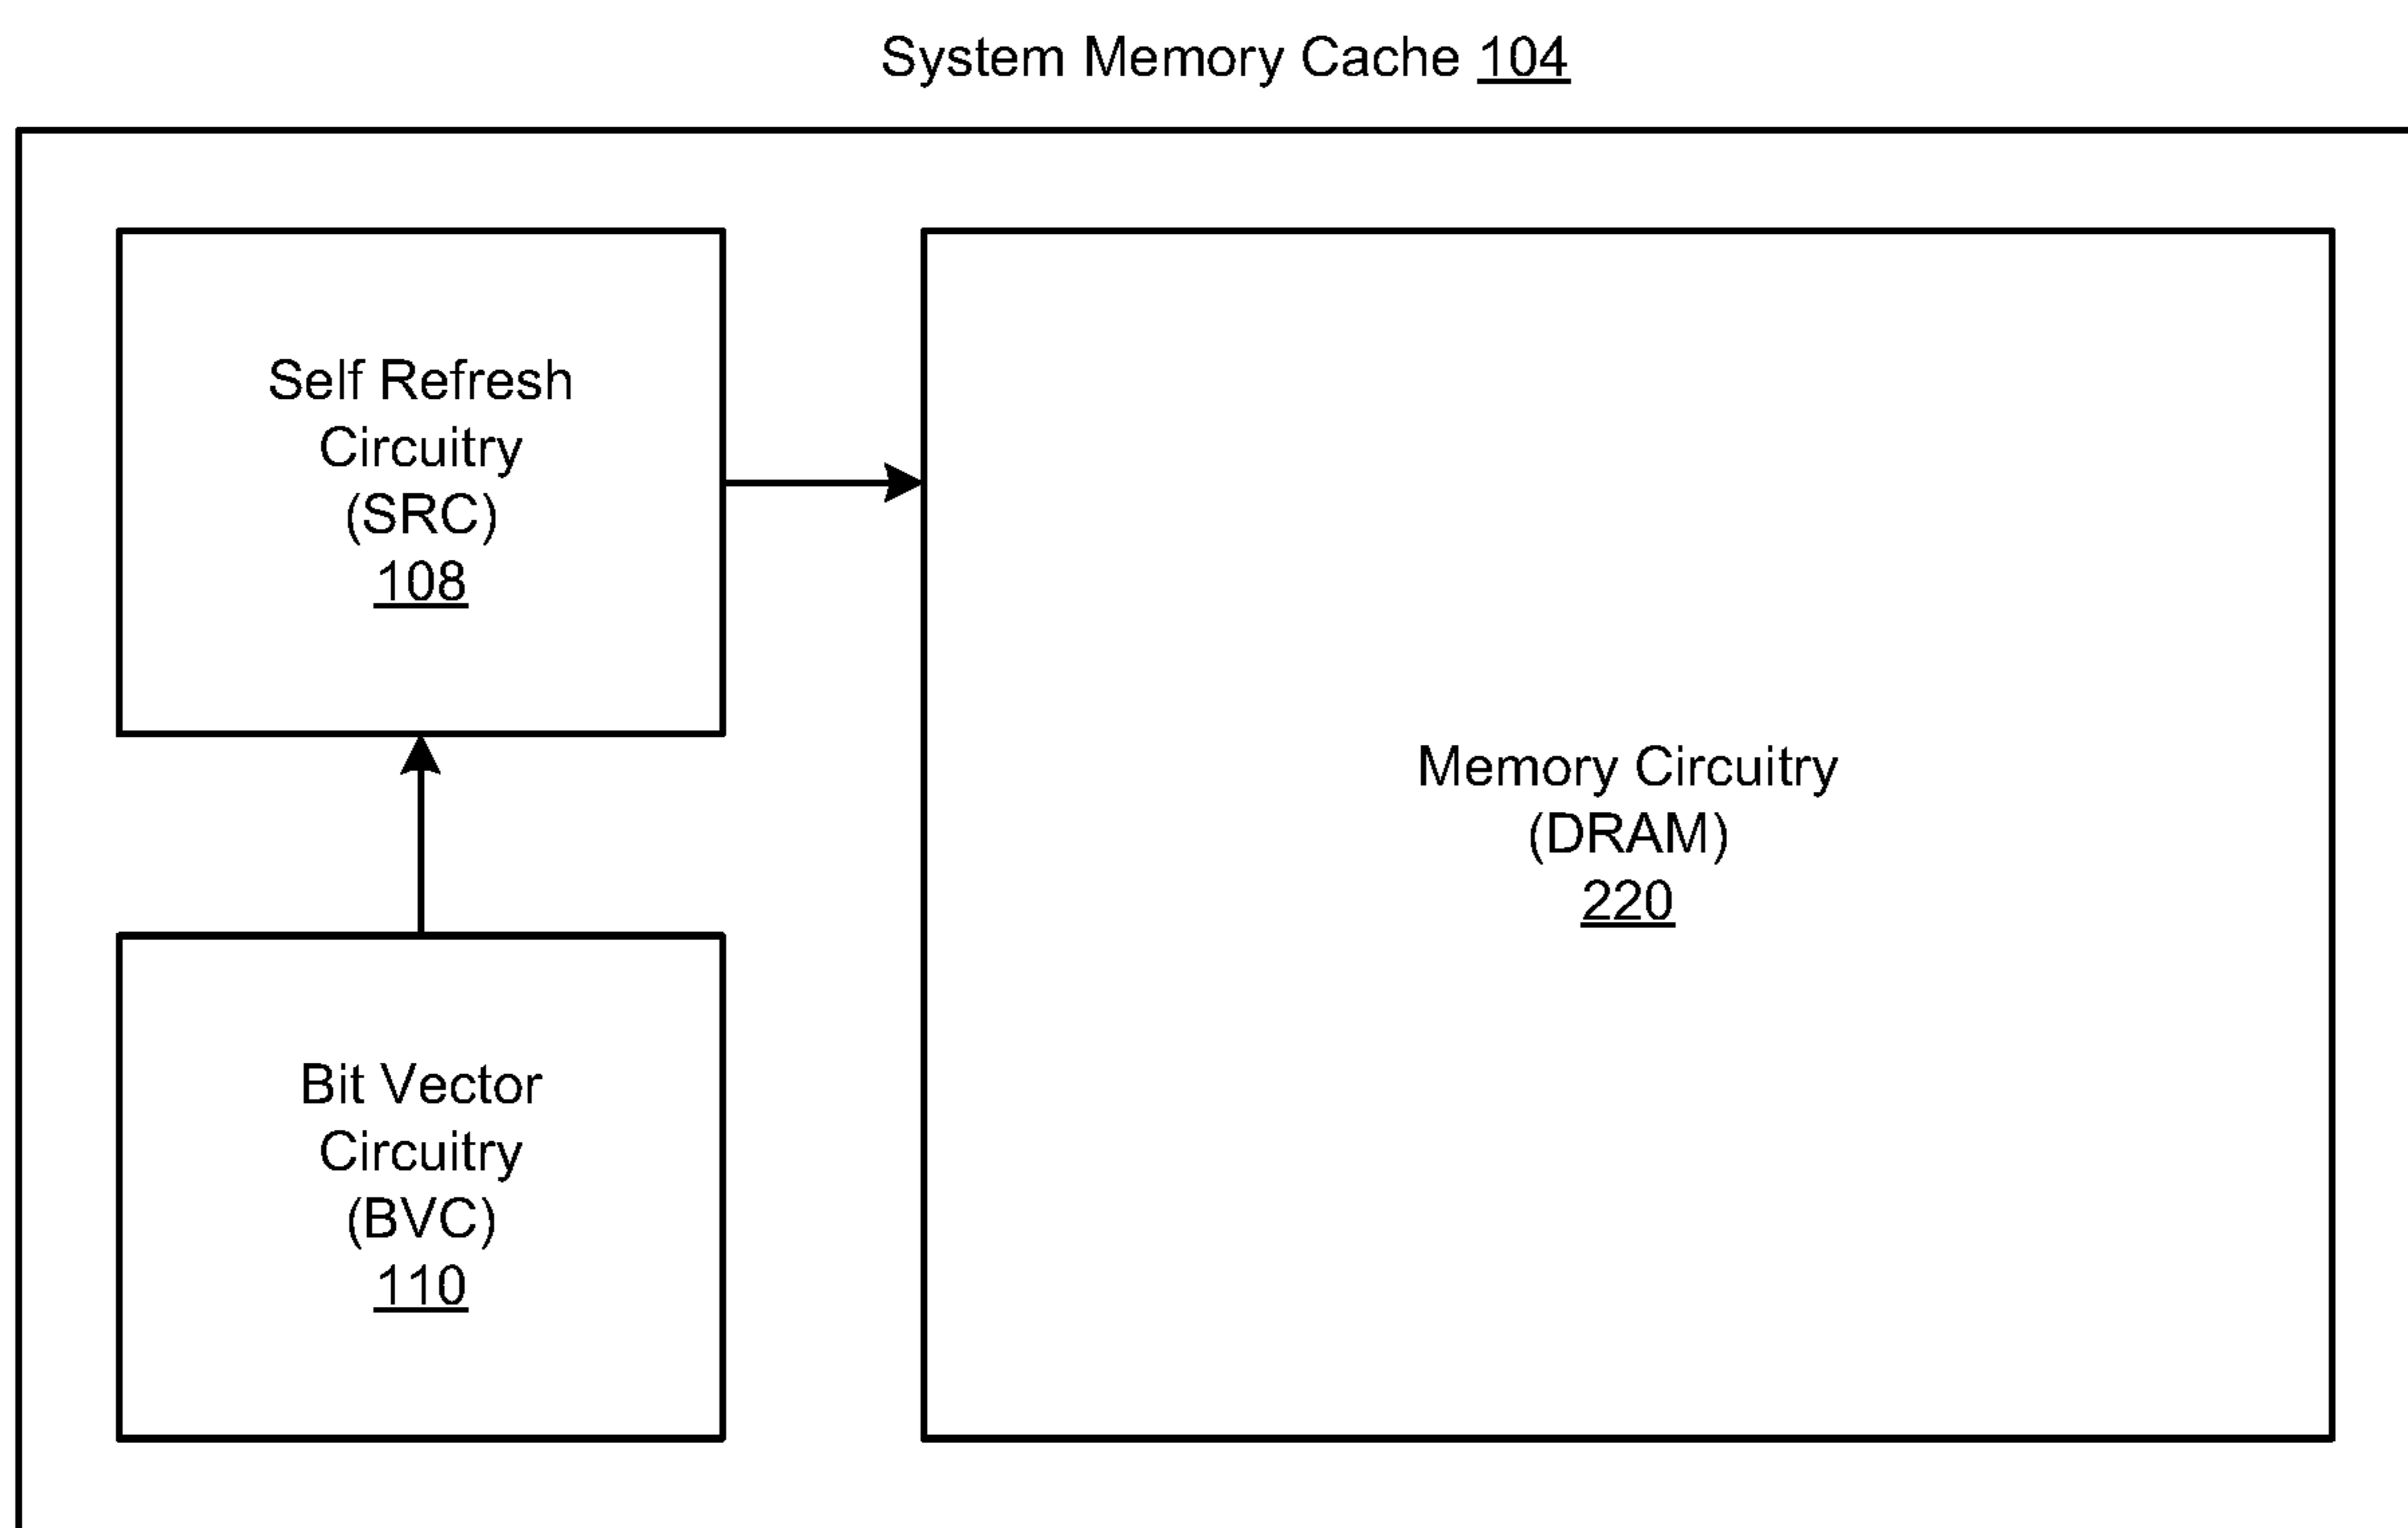 System Memory Cache 104
Self Refresh
Circuitry
(SRC)
108
Memory Circuitry
(DRAM)
220
Bit Vector
Circuitry
(BVC)
110